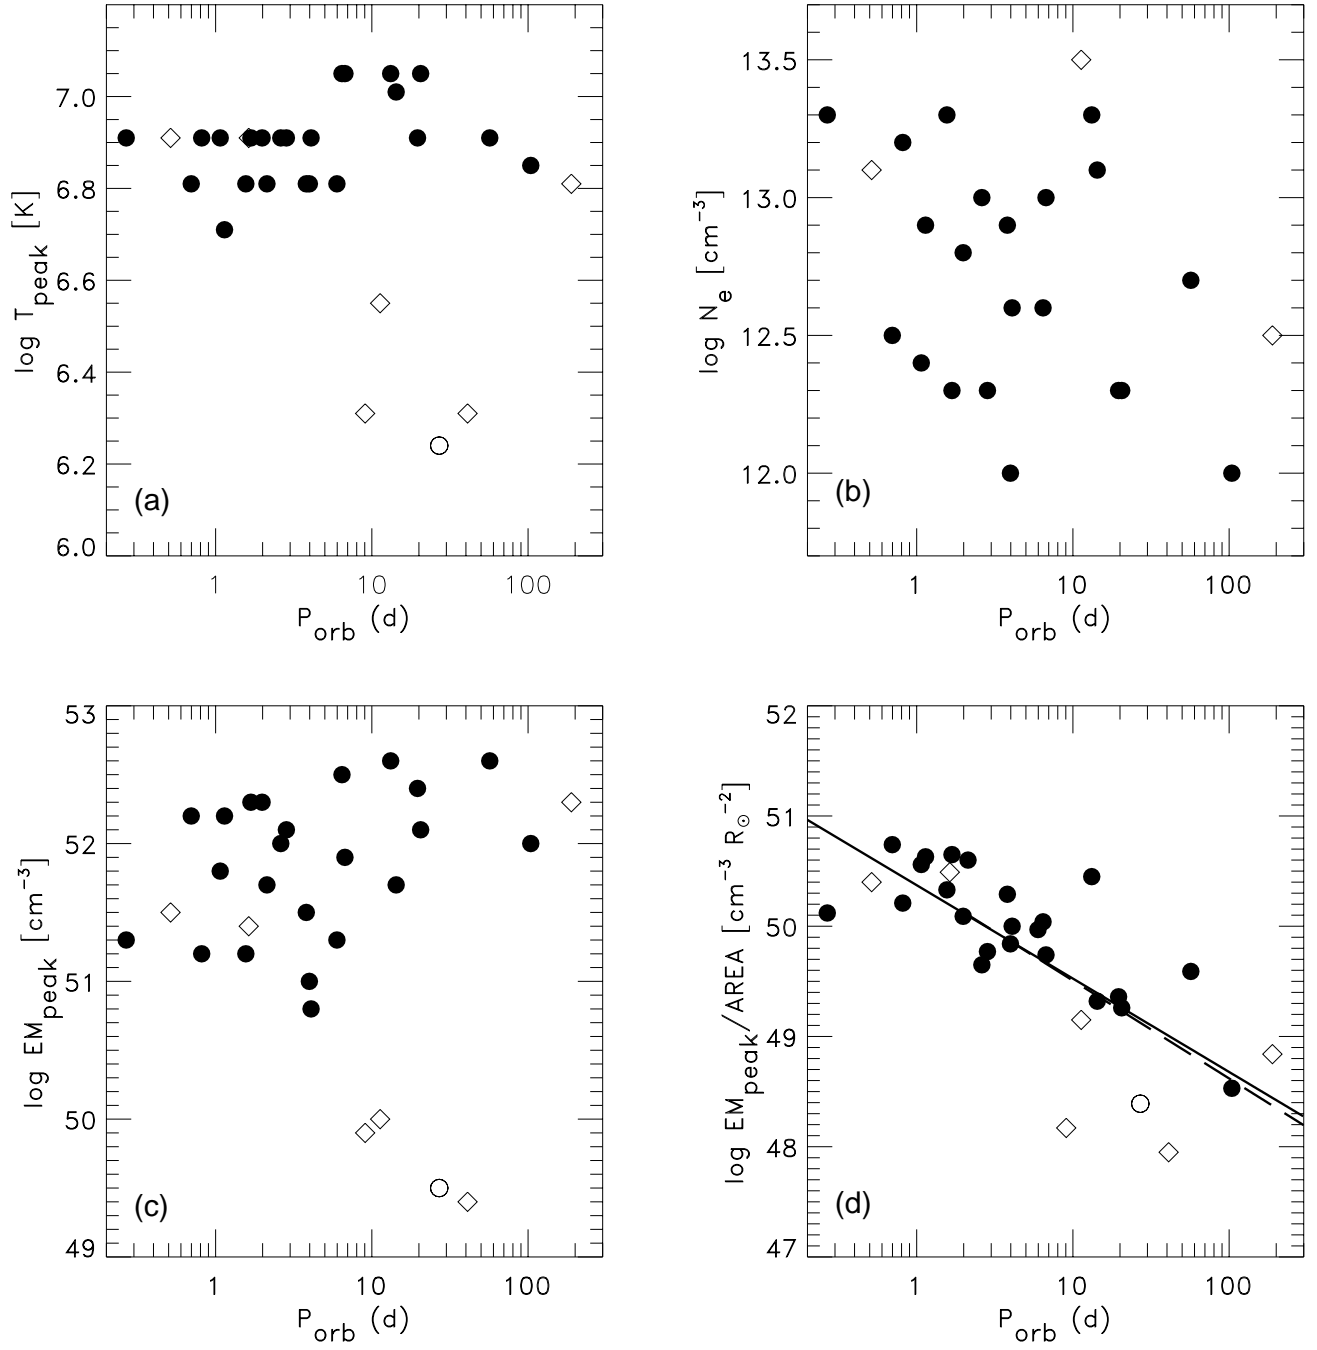 7.0
6.8
6.6
6.4
6.2
6.0
log T_peak [K]
(a)
1 10 100
P_orb (d)
13.5
13.0
12.5
12.0
log N_e [cm^-3]
(b)
1 10 100
P_orb (d)
53
52
51
50
49
log EM_peak [cm^-3]
(c)
1 10 100
P_orb (d)
52
51
50
49
48
47
log EM_peak/AREA [cm^-3 R_⊙^-2]
(d)
1 10 100
P_orb (d)